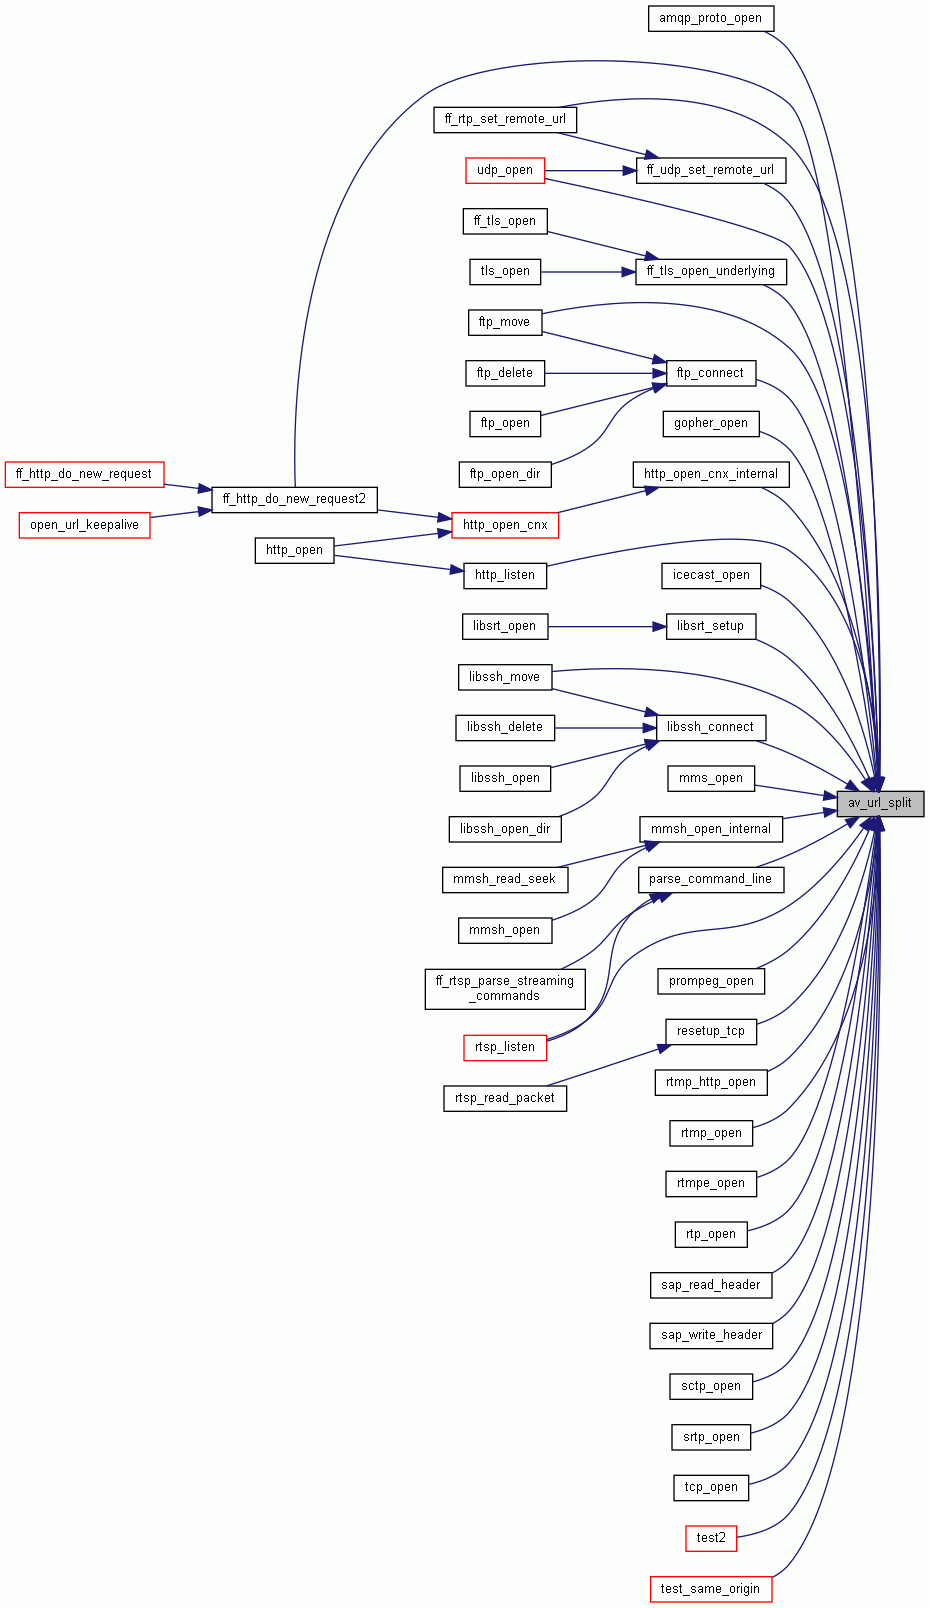 amqp_proto_open
ff_rtp_set_remote_url
udp_open
ff_udp_set_remote_url
ff_tls_open
tls_open
ff_tls_open_underlying
ftp_move
ftp_delete
ftp_connect
ftp_open
gopher_open
ftp_open_dir
http_open_cnx_internal
ff_http_do_new_request
ff_http_do_new_request2
open_url_keepalive
http_open_cnx
http_open
http_listen
icecast_open
libsrt_open
libsrt_setup
libssh_move
libssh_delete
libssh_connect
libssh_open
mms_open
av_url_split
libssh_open_dir
mmsh_open_internal
mmsh_read_seek
parse_command_line
mmsh_open
ff_rtsp_parse_streaming
_commands
prompeg_open
rtsp_listen
resetup_tcp
rtsp_read_packet
rtmp_http_open
rtmp_open
rtmpe_open
rtp_open
sap_read_header
sap_write_header
sctp_open
srtp_open
tcp_open
test2
test_same_origin